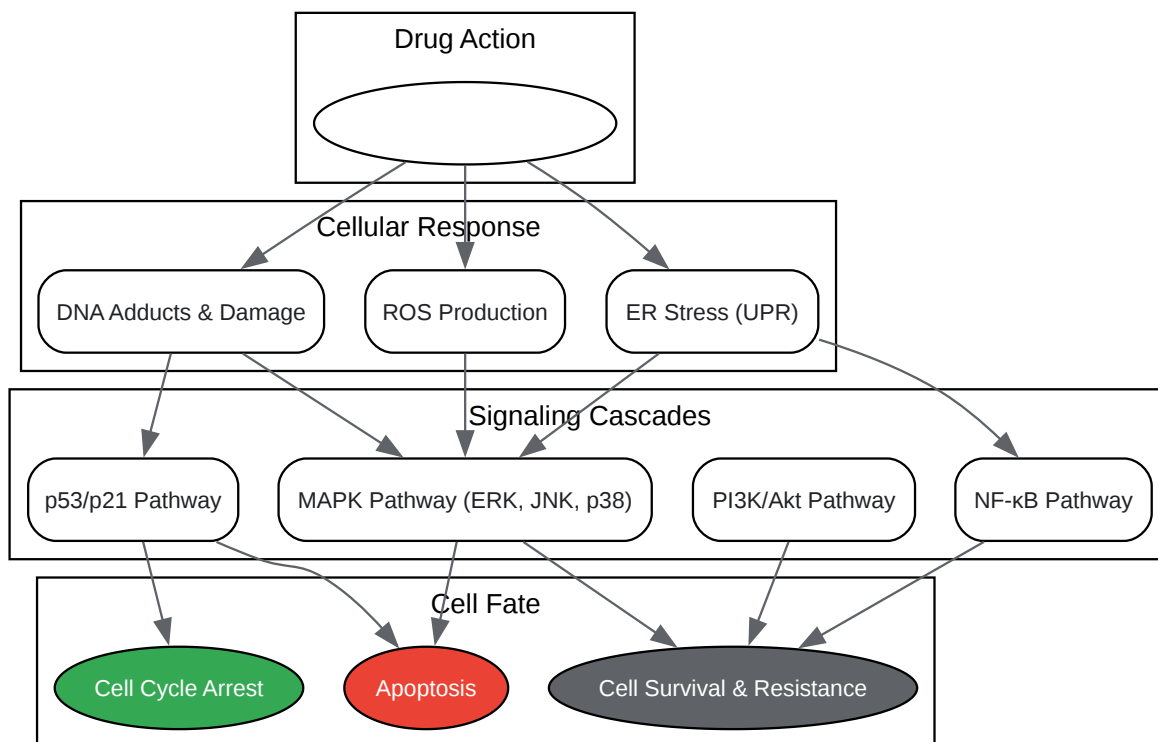 Drug Action
Cellular Response
DNA Adducts & Damage
ROS Production
ER Stress (UPR)
Signaling Cascades
p53/p21 Pathway
MAPK Pathway (ERK, JNK, p38)
PI3K/Akt Pathway
NF-κB Pathway
Cell Fate
Cell Cycle Arrest
Apoptosis
Cell Survival & Resistance